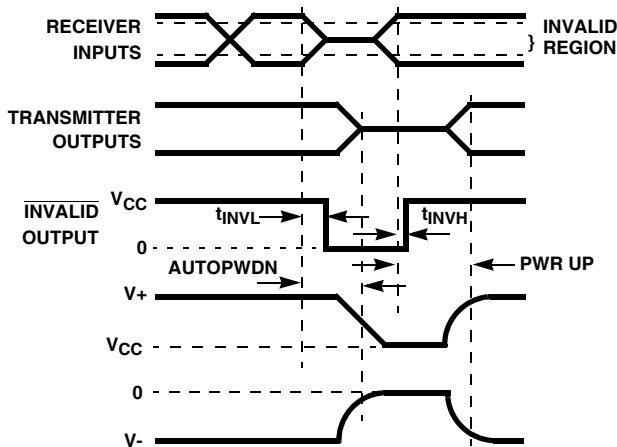 RECEIVER
INPUTS
} INVALID
REGION
TRANSMITTER
OUTPUTS
INVALID
OUTPUT
VCC
0
tINVL
tINVH
AUTOPWDN
PWR UP
V+
VCC
0
V-